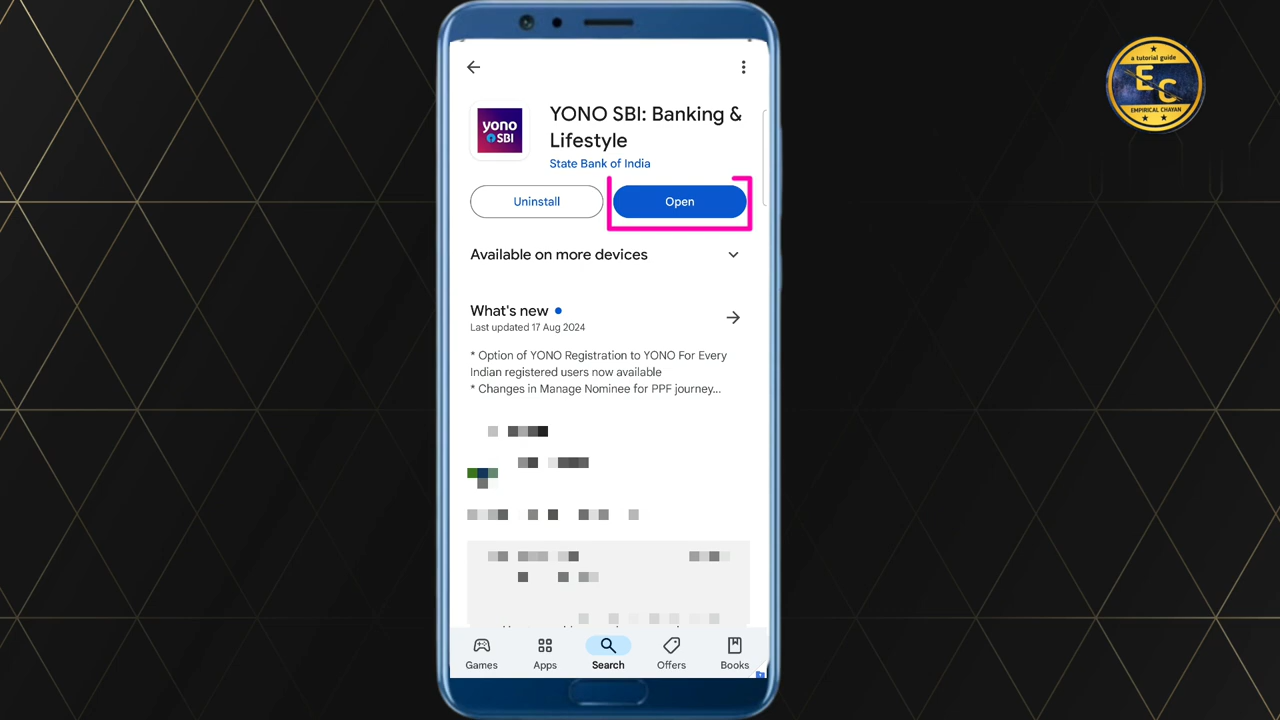 a tutorial guide
E
C
EMPIRICAL CHAYAN
YONO SBI: Banking &
Lifestyle
yono
SBI
State Bank of India
Uninstall
Open
Available on more devices
What's new
Last updated 17 Aug 2024
* Option of YONO Registration to YONO For Every
Indian registered users now available
* Changes in Manage Nominee for PPF journey...
Games
Apps
Search
Offers
Books